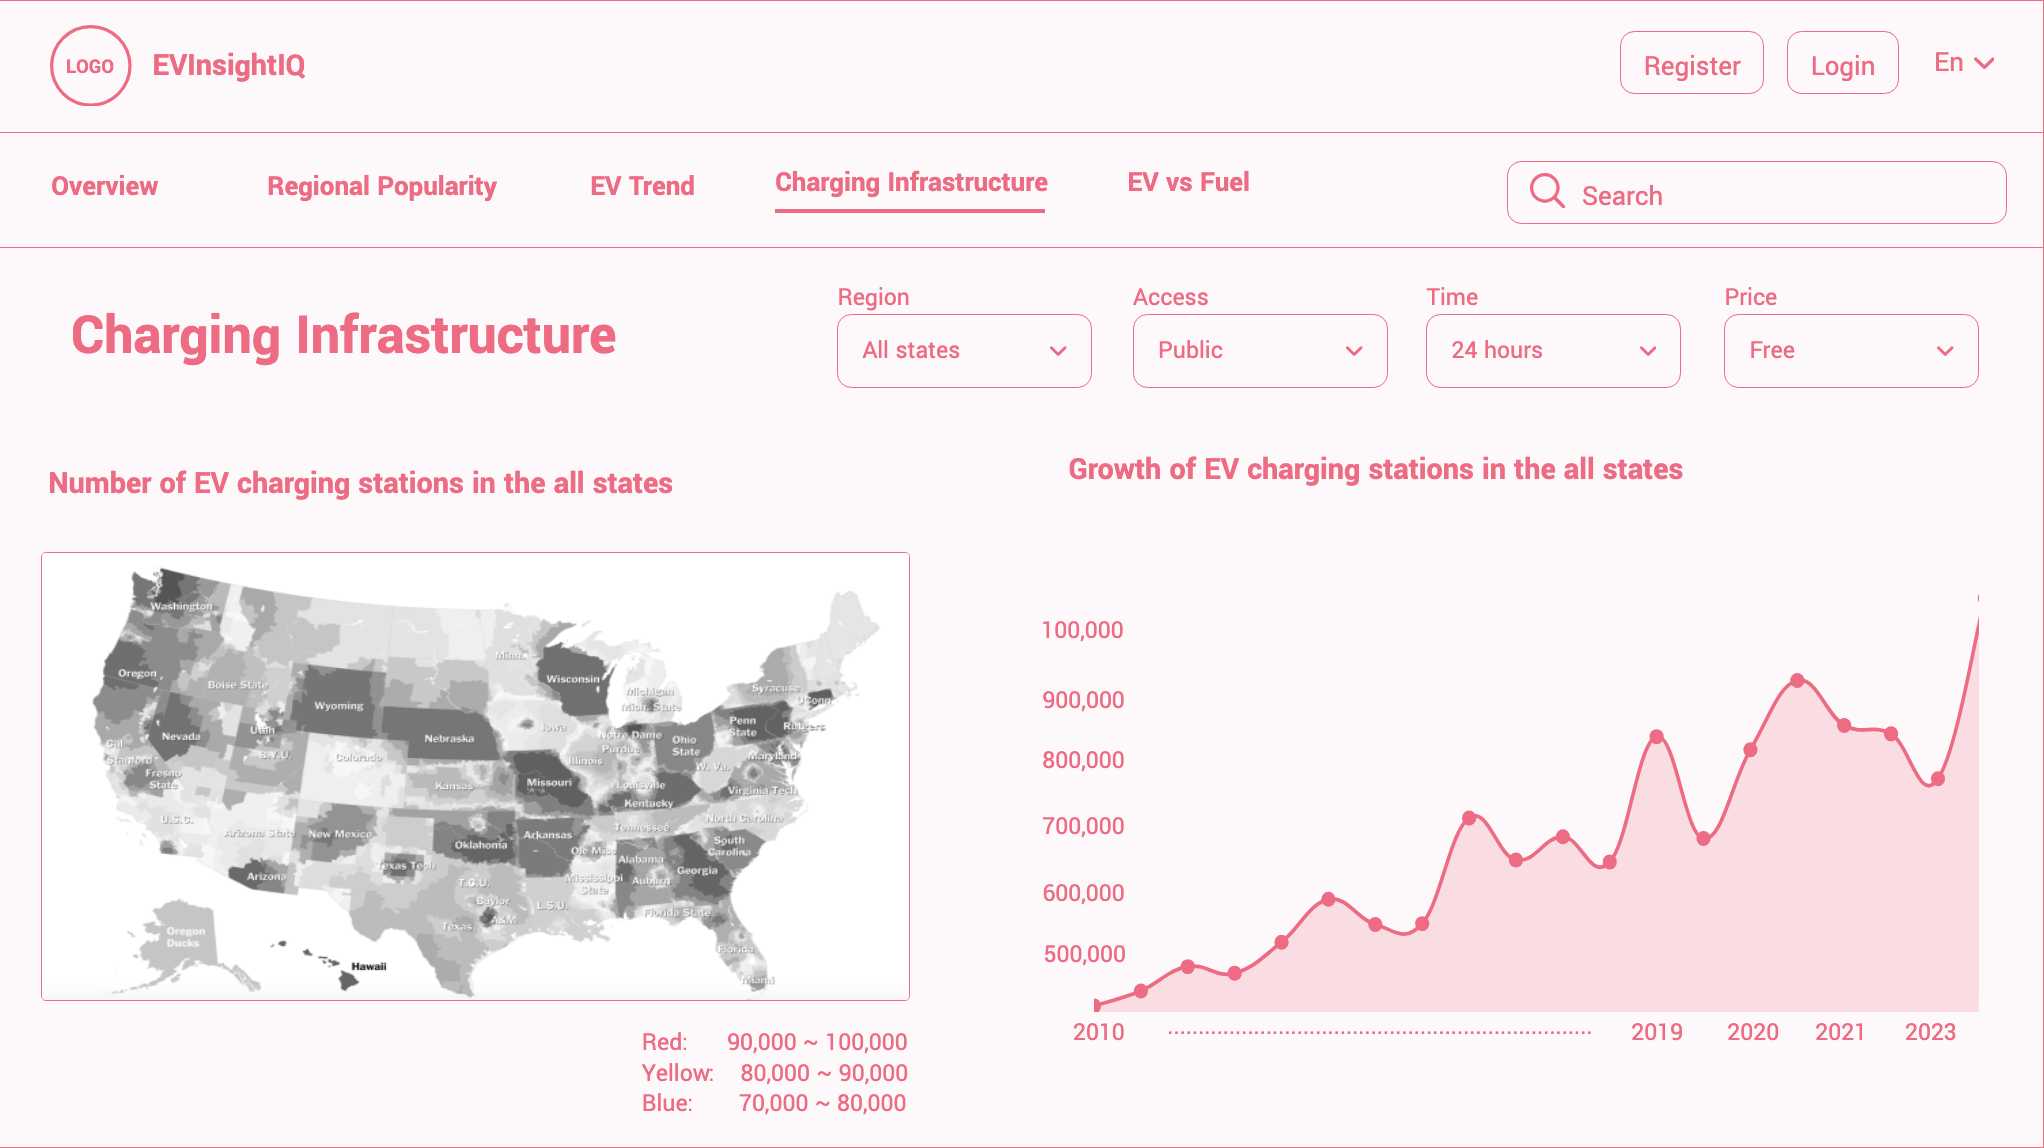 LOGO
EVInsightIQ
Register
Login
En
Overview
Regional Popularity
EV Trend
Charging Infrastructure
EV vs Fuel
Search
Charging Infrastructure
Region
All states
Access
Public
Time
24 hours
Price
Free
Number of EV charging stations in the all states
Growth of EV charging stations in the all states
Washington
Oregon
Boise State
Minn.
Wisconsin
Michigan
Mich. State
Syracuse
UConn
Wyoming
Nevada
Utah
B.Y.U.
Nebraska
Iowa
Notre Dame
Purdue
Ohio
State
Penn
State
Rutgers
Cal
Stanford
Fresno
State
Colorado
Kansas
Missouri
Illinois
Louisville
Kentucky
W. Va.
Maryland
Virginia Tech
U.S.C.
Arizona State
New Mexico
Oklahoma
Arkansas
Tennessee
North Carolina
South
Carolina
Arizona
Texas Tech
T.C.U.
Baylor
A&M
Texas
L.S.U.
Ole Miss
Mississippi
State
Alabama
Auburn
Georgia
Florida State
Florida
Miami
Oregon
Ducks
Hawaii
Red: 90,000 ~ 100,000
Yellow: 80,000 ~ 90,000
Blue: 70,000 ~ 80,000
100,000
900,000
800,000
700,000
600,000
500,000
2010
2019
2020
2021
2023